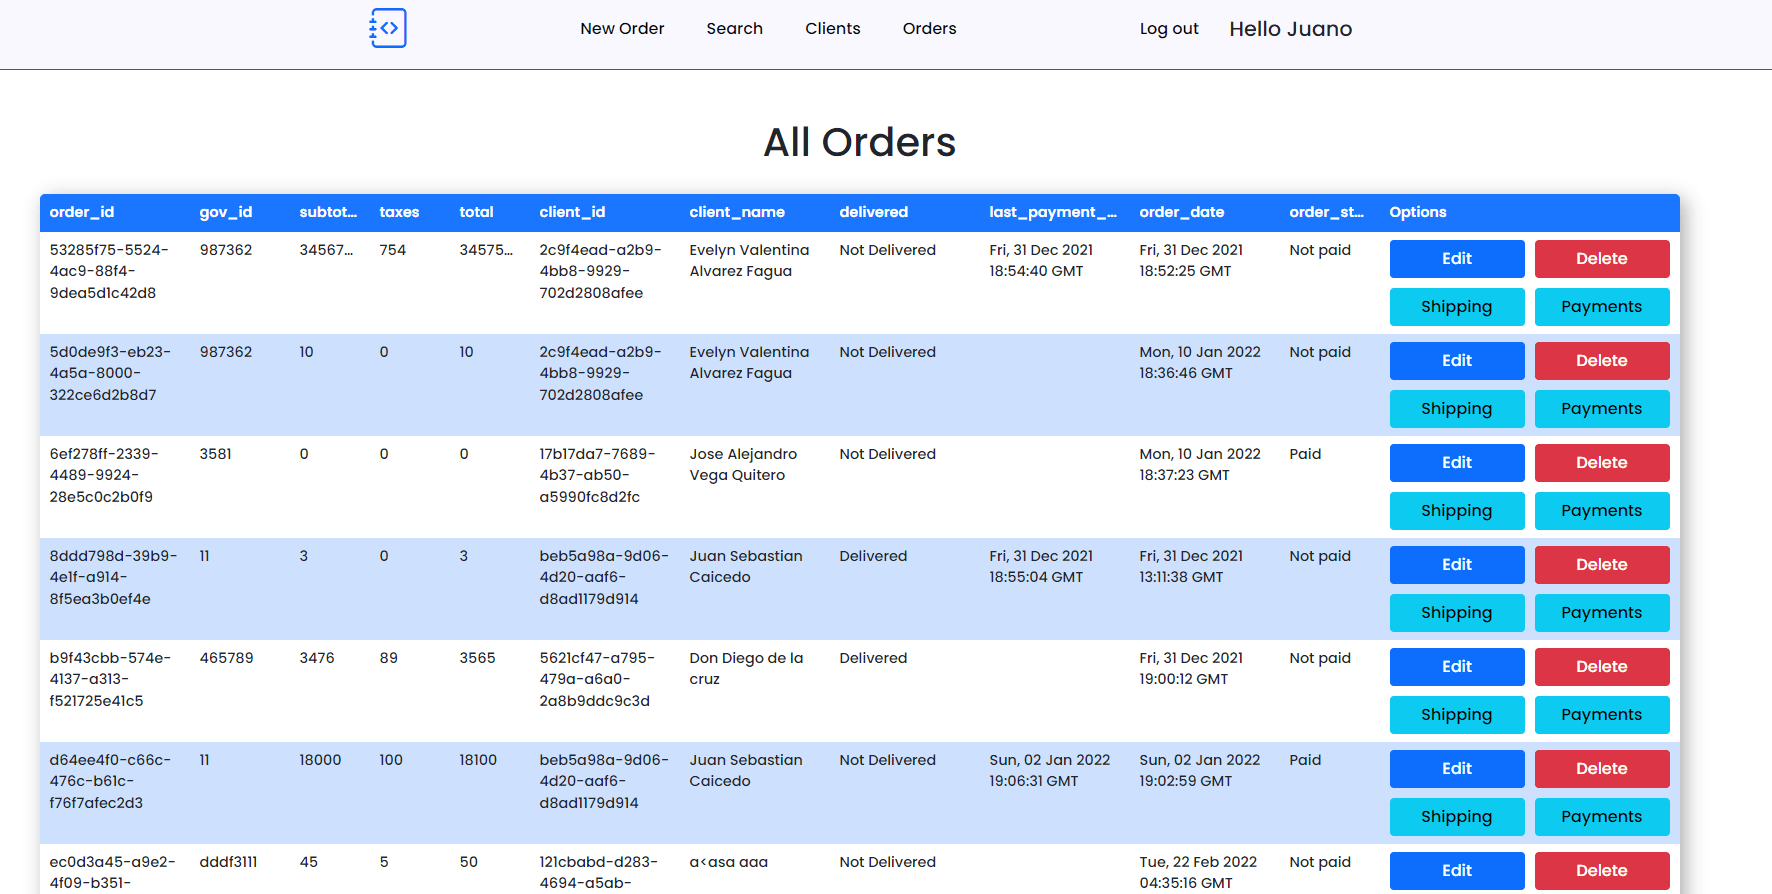 New Order Search Clients Orders Log out Hello Juano
All Orders
order_id gov_id subtot... taxes total client_id client_name delivered last_payment_... order_date order_st... Options
53285f75-5524- 987362 34567... 754 34575... 2c9f4ead-a2b9- Evelyn Valentina Not Delivered Fri, 31 Dec 2021 Fri, 31 Dec 2021 Not paid Edit Delete
4ac9-88f4- 4bb8-9929- Alvarez Fagua 18:54:40 GMT 18:52:25 GMT
9dea5d1c42d8 702d2808afee Shipping Payments
5d0de9f3-eb23- 987362 10 0 10 2c9f4ead-a2b9- Evelyn Valentina Not Delivered Mon, 10 Jan 2022 Not paid Edit Delete
4a5a-8000- 4bb8-9929- Alvarez Fagua 18:36:46 GMT
322ce6d2b8d7 702d2808afee Shipping Payments
6ef278ff-2339- 3581 0 0 0 17b17da7-7689- Jose Alejandro Not Delivered Mon, 10 Jan 2022 Paid Edit Delete
4489-9924- 4b37-ab50- Vega Quitero 18:37:23 GMT
28e5c0c2b0f9 a5990fc8d2fc Shipping Payments
8ddd798d-39b9- 11 3 0 3 beb5a98a-9d06- Juan Sebastian Delivered Fri, 31 Dec 2021 Fri, 31 Dec 2021 Not paid Edit Delete
4e1f-a914- 4d20-aaf6- Caicedo 18:55:04 GMT 13:11:38 GMT
8f5ea3b0ef4e d8ad1179d914 Shipping Payments
b9f43cbb-574e- 465789 3476 89 3565 5621cf47-a795- Don Diego de la Delivered Fri, 31 Dec 2021 Not paid Edit Delete
4137-a313- 479a-a6a0- cruz 19:00:12 GMT
f521725e41c5 2a8b9ddc9c3d Shipping Payments
d64ee4f0-c66c- 11 18000 100 18100 beb5a98a-9d06- Juan Sebastian Not Delivered Sun, 02 Jan 2022 Sun, 02 Jan 2022 Paid Edit Delete
476c-b61c- 4d20-aaf6- Caicedo 19:06:31 GMT 19:02:59 GMT
f76f7afec2d3 d8ad1179d914 Shipping Payments
ec0d3a45-a9e2- dddf3111 45 5 50 121cbabd-d283- a<asa aaa Not Delivered Tue, 22 Feb 2022 Not paid Edit Delete
4f09-b351- 4694-a5ab- 04:35:16 GMT